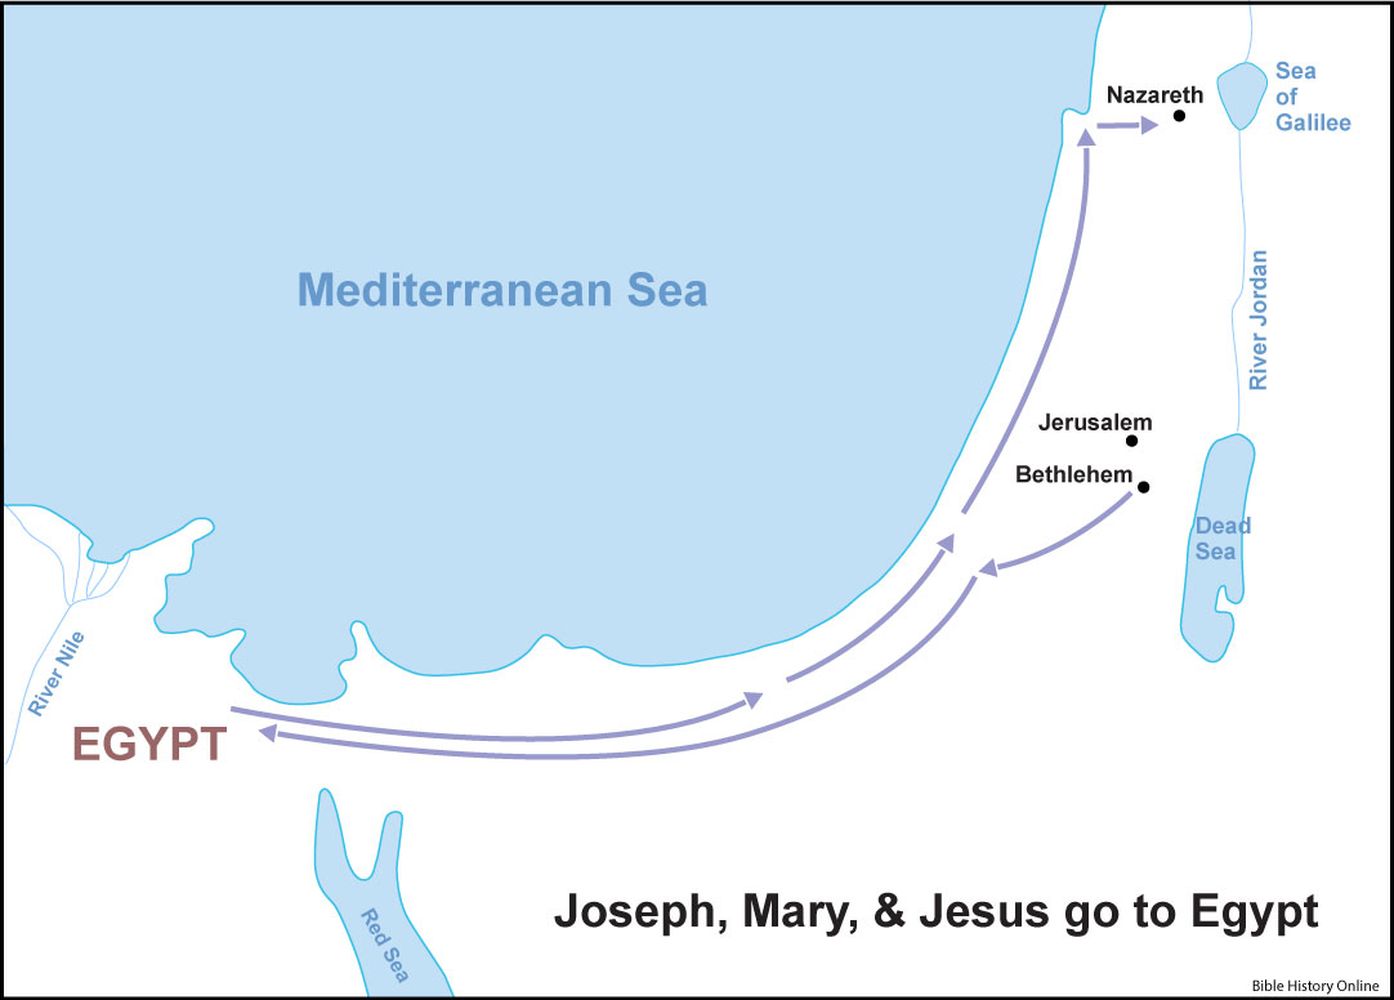 Nazareth
Sea
of
Galilee
Mediterranean Sea
River Jordan
Jerusalem
Bethlehem
Dead
Sea
River Nile
EGYPT
Red Sea
Joseph, Mary, & Jesus go to Egypt
Bible History Online